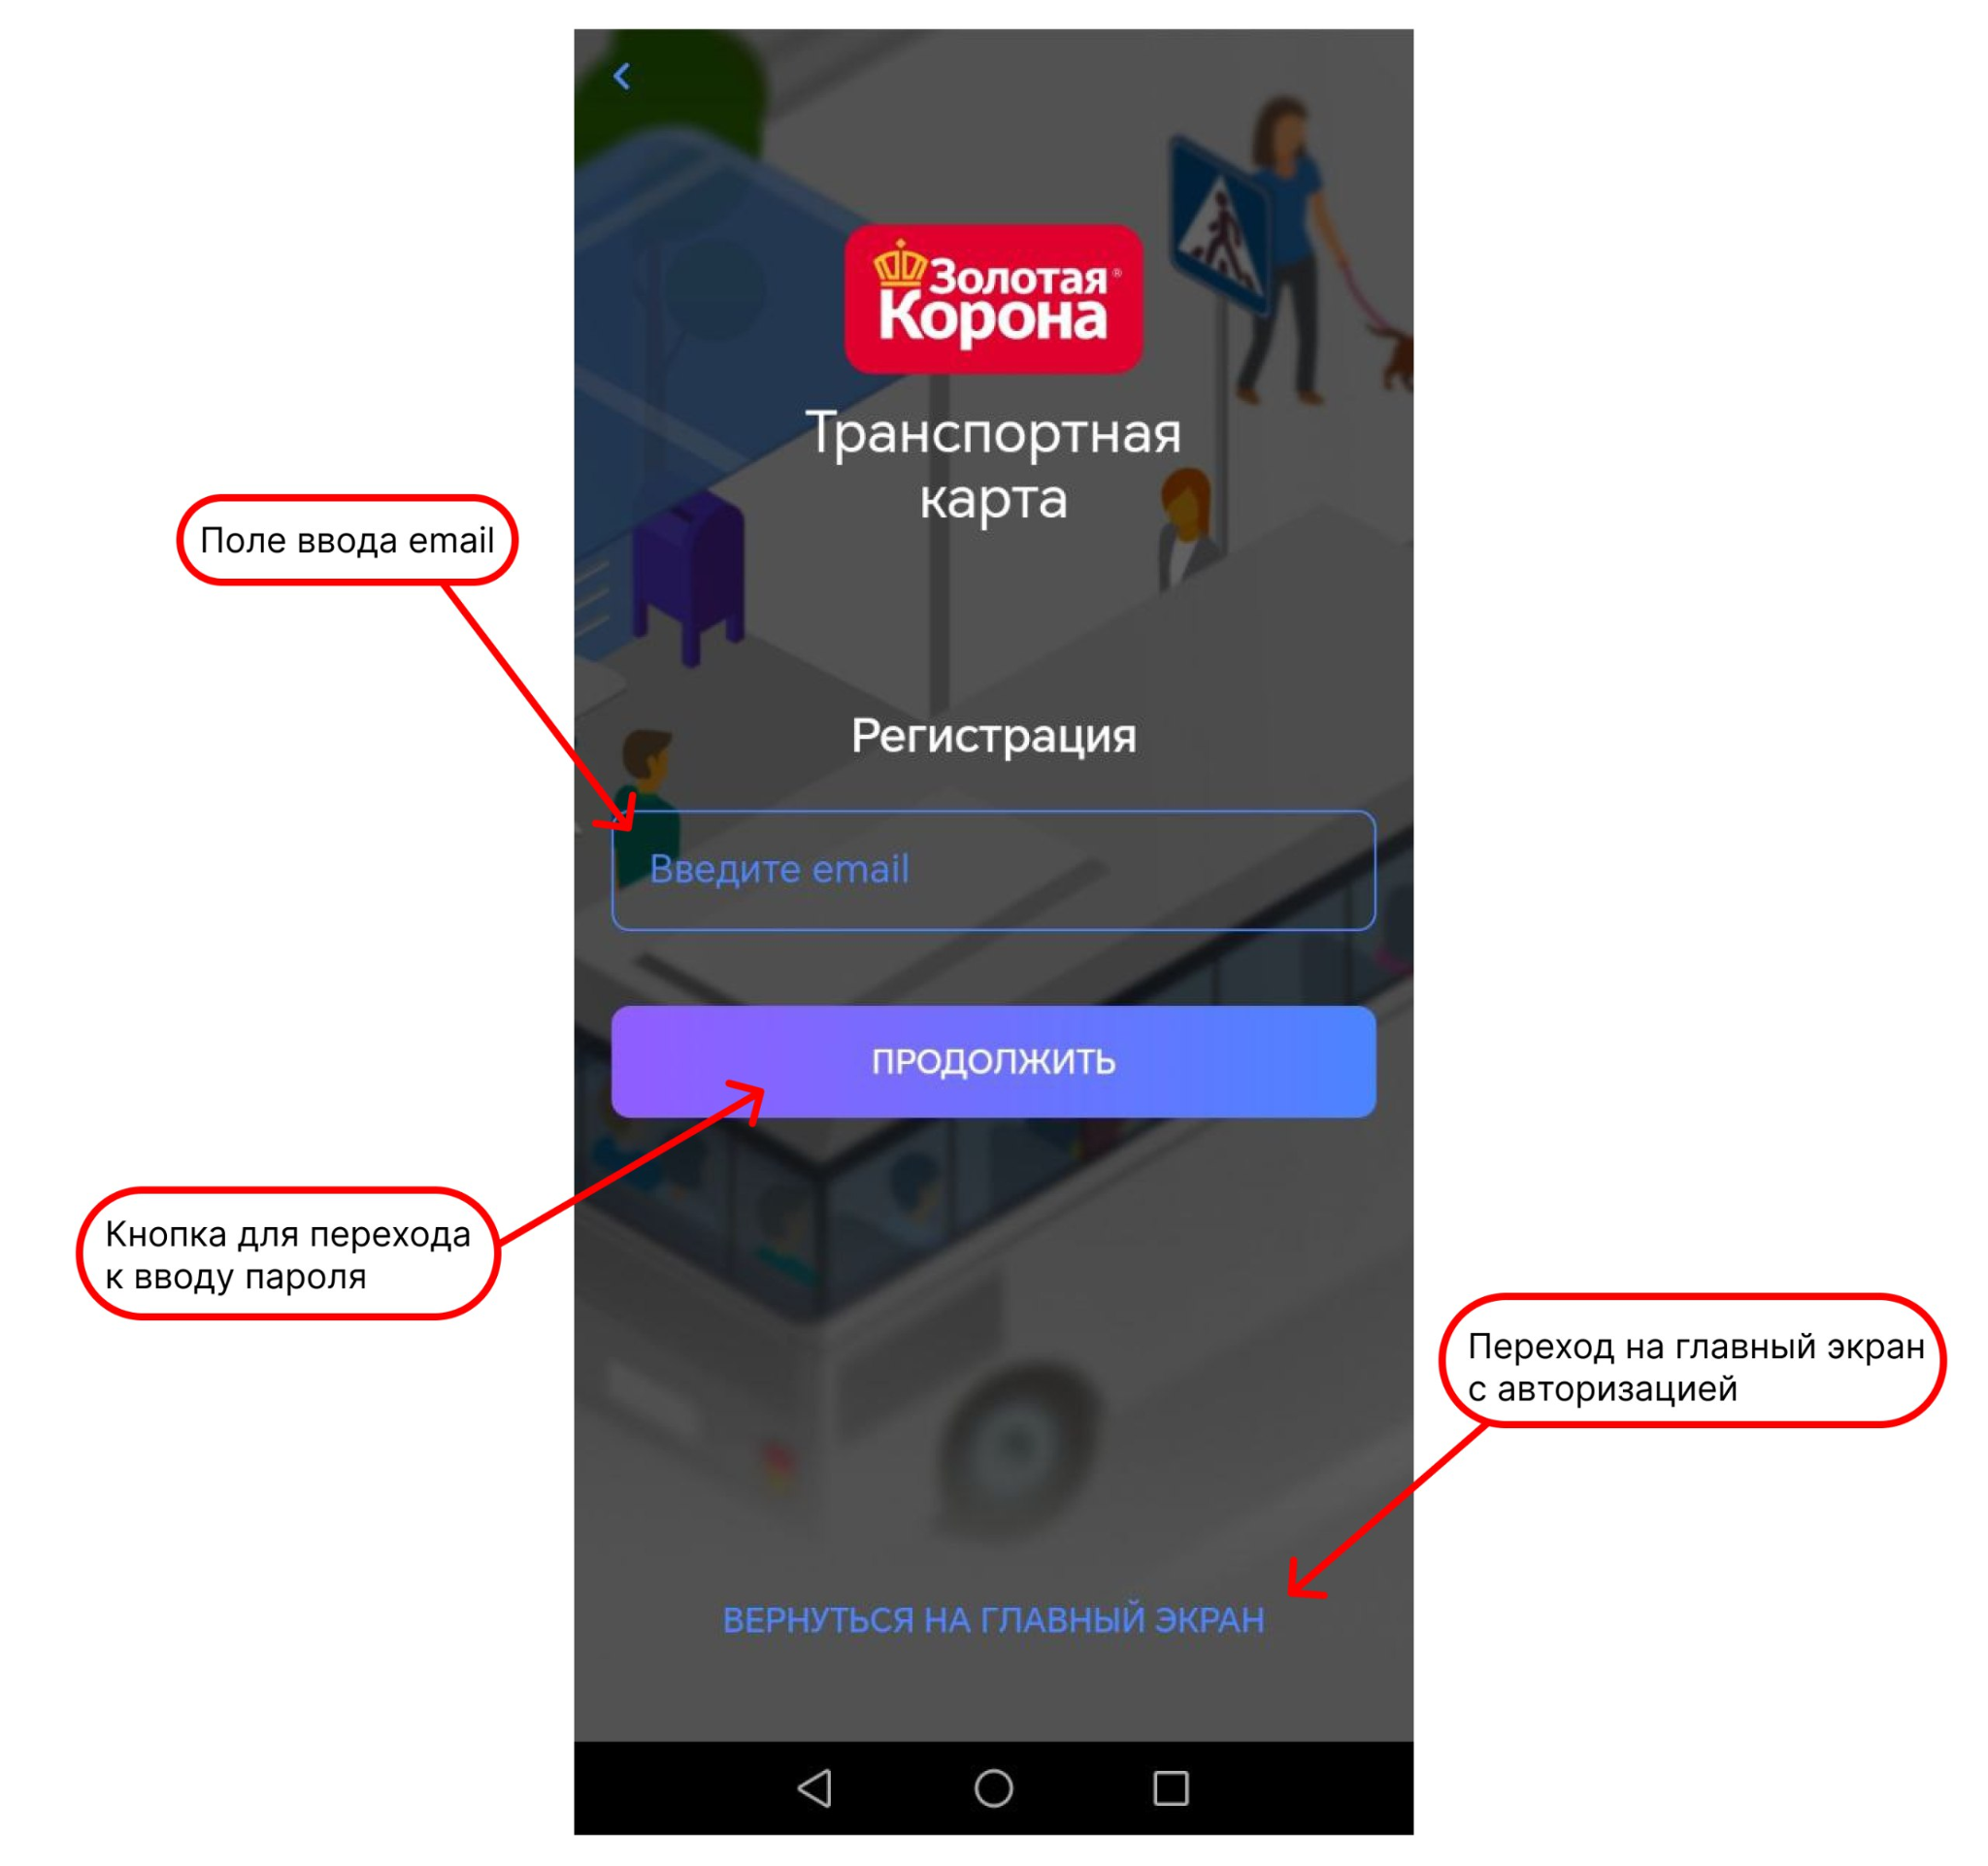 Золотая®
Корона
Транспортная
карта
Поле ввода email
Регистрация
Введите email
ПРОДОЛЖИТЬ
Кнопка для перехода
к вводу пароля
Переход на главный экран
с авторизацией
ВЕРНУТЬСЯ НА ГЛАВНЫЙ ЭКРАН